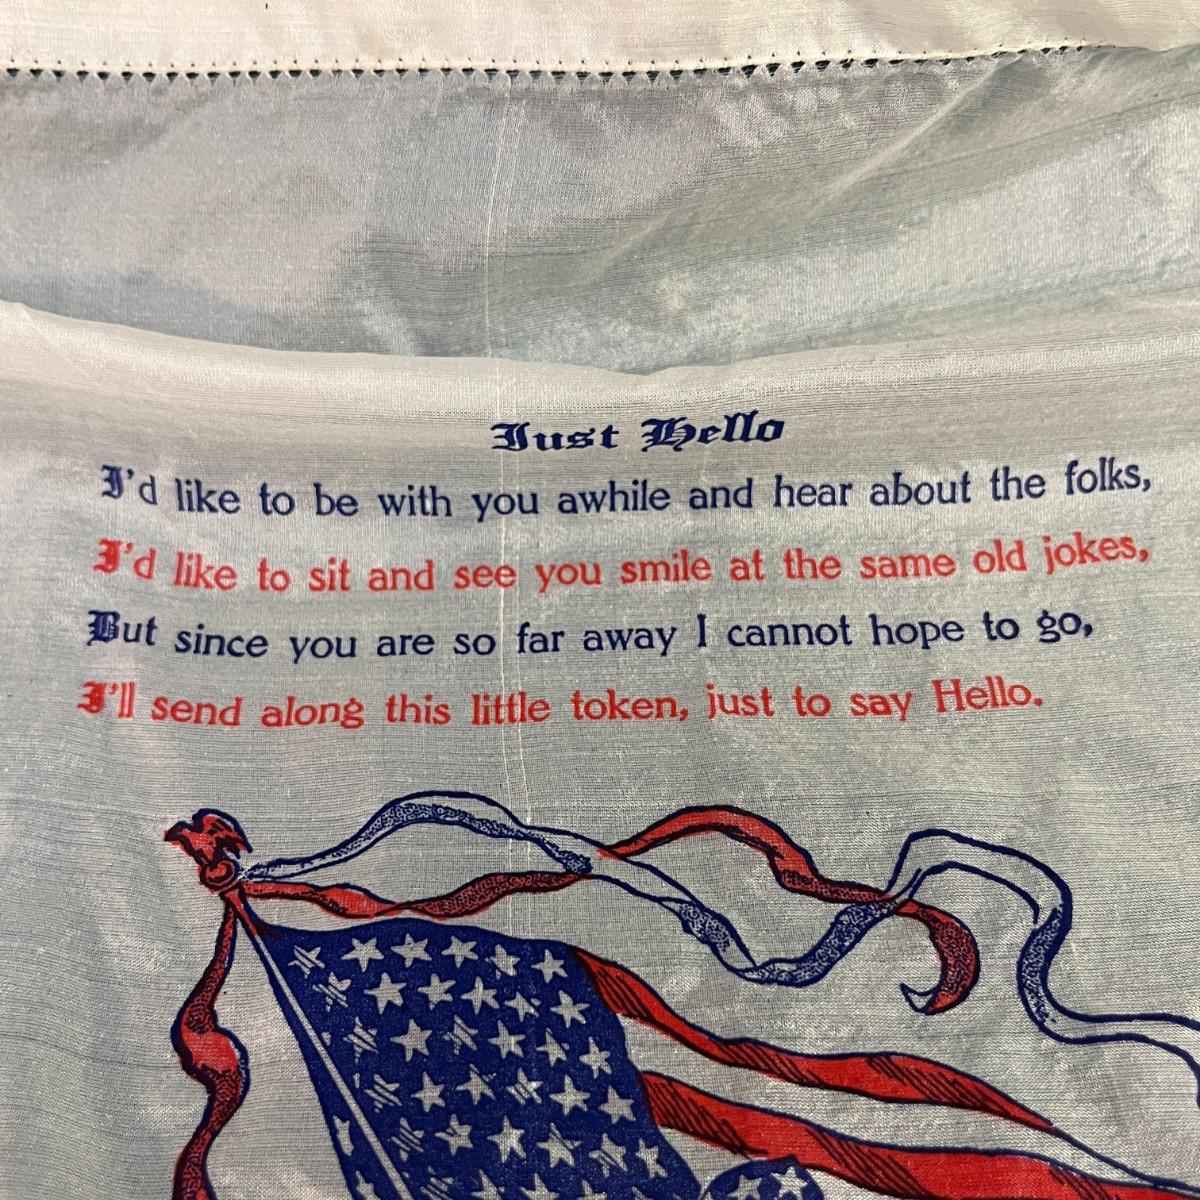 Just Hello
I'd like to be with you awhile and hear about the folks,
I'd like to sit and see you smile at the same old jokes,
But since you are so far away I cannot hope to go,
I'll send along this little token, just to say Hello.